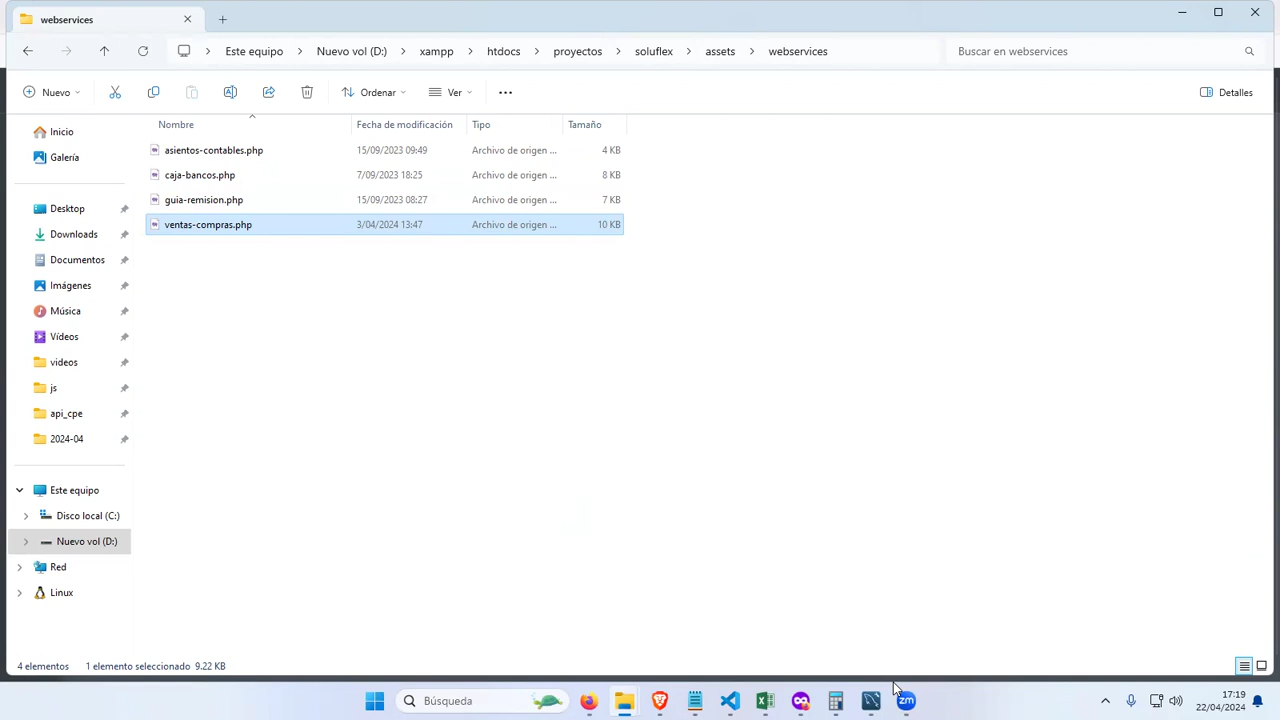 webservices
Este equipo > Nuevo vol (D:) > xampp > htdocs > proyectos > soluflex > assets > webservices
Buscar en webservices
Nuevo
Ordenar
Ver
Detalles
Inicio
Galería
Desktop
Downloads
Documentos
Imágenes
Música
Vídeos
videos
js
api_cpe
2024-04
Este equipo
Disco local (C:)
Nuevo vol (D:)
Red
Linux
Nombre Fecha de modificación Tipo Tamaño
asientos-contables.php 15/09/2023 09:49 Archivo de origen ... 4 KB
caja-bancos.php 7/09/2023 18:25 Archivo de origen ... 8 KB
guia-remision.php 15/09/2023 08:27 Archivo de origen ... 7 KB
ventas-compras.php 3/04/2024 13:47 Archivo de origen ... 10 KB
4 elementos 1 elemento seleccionado 9.22 KB
Búsqueda
zm
17:19
22/04/2024